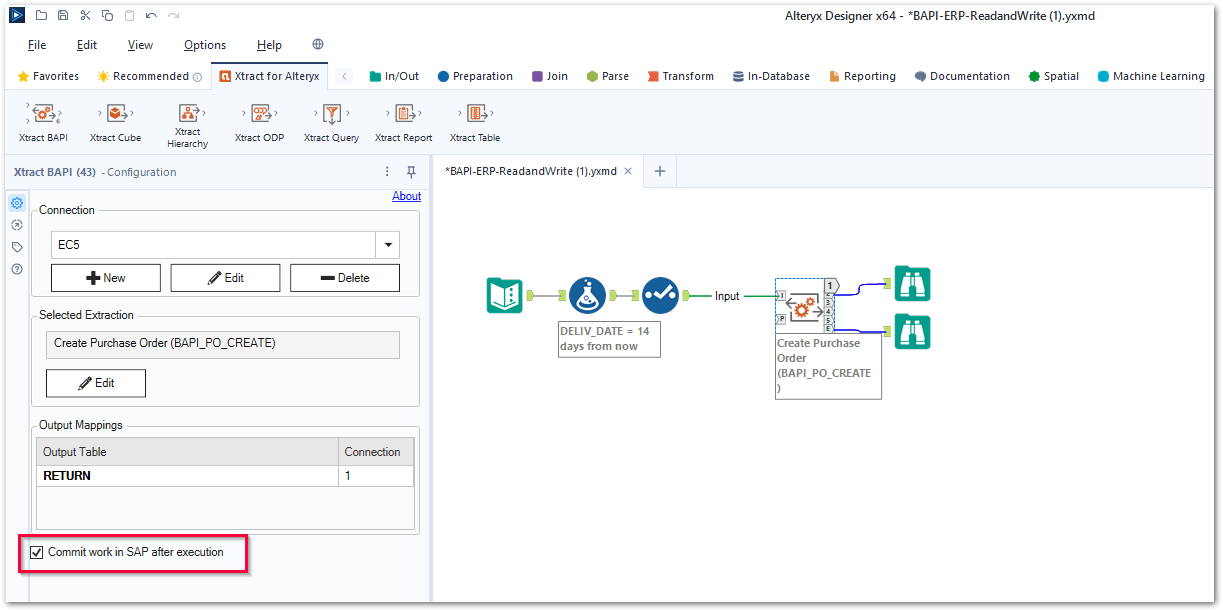 Alteryx Designer x64 - *BAPI-ERP-ReadandWrite (1).yxmd
File Edit View Options Help
Favorites Recommended Xtract for Alteryx In/Out Preparation Join Parse Transform In-Database Reporting Documentation Spatial Machine Learning
Xtract BAPI Xtract Cube Xtract Hierarchy Xtract ODP Xtract Query Xtract Report Xtract Table
Xtract BAPI (43) - Configuration
About
Connection
EC5
New Edit Delete
Selected Extraction
Create Purchase Order (BAPI_PO_CREATE)
Edit
Output Mappings
Output Table Connection
RETURN 1
Commit work in SAP after execution
*BAPI-ERP-ReadandWrite (1).yxmd
DELIV_DATE = 14
days from now
Input
I
P
1
3
4
5
E
Create Purchase
Order
(BAPI_PO_CREATE
)